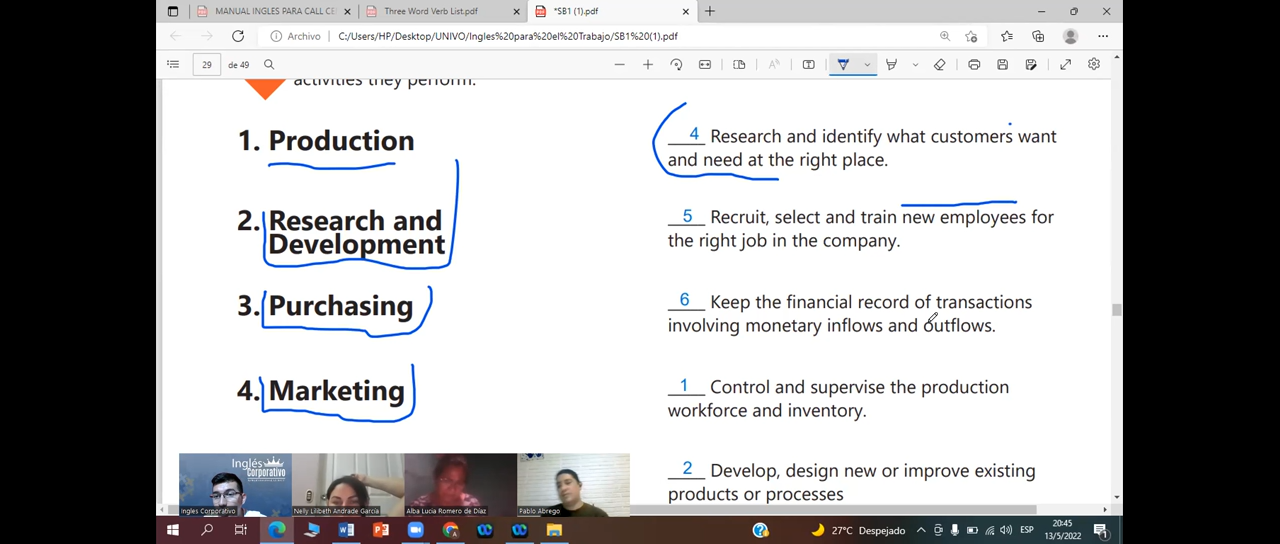 MANUAL INGLES PARA CALL CE
Three Word Verb List.pdf
*SB1 (1).pdf
Archivo
C:/Users/HP/Desktop/UNIVO/Ingles%20para%20el%20Trabajo/SB1%20(1).pdf
29 de 49
activities they perform.
1. Production
2. Research and
Development
3. Purchasing
4. Marketing
4 Research and identify what customers want
and need at the right place.
5 Recruit, select and train new employees for
the right job in the company.
6 Keep the financial record of transactions
involving monetary inflows and outflows.
1 Control and supervise the production
workforce and inventory.
2 Develop, design new or improve existing
products or processes
Inglés
Corporativo
Ingles Corporativo
Nelly Lilibeth Andrade García
Alba Lucia Romero de Díaz
Pablo Abrego
27°C Despejado
ESP
20:45
13/5/2022